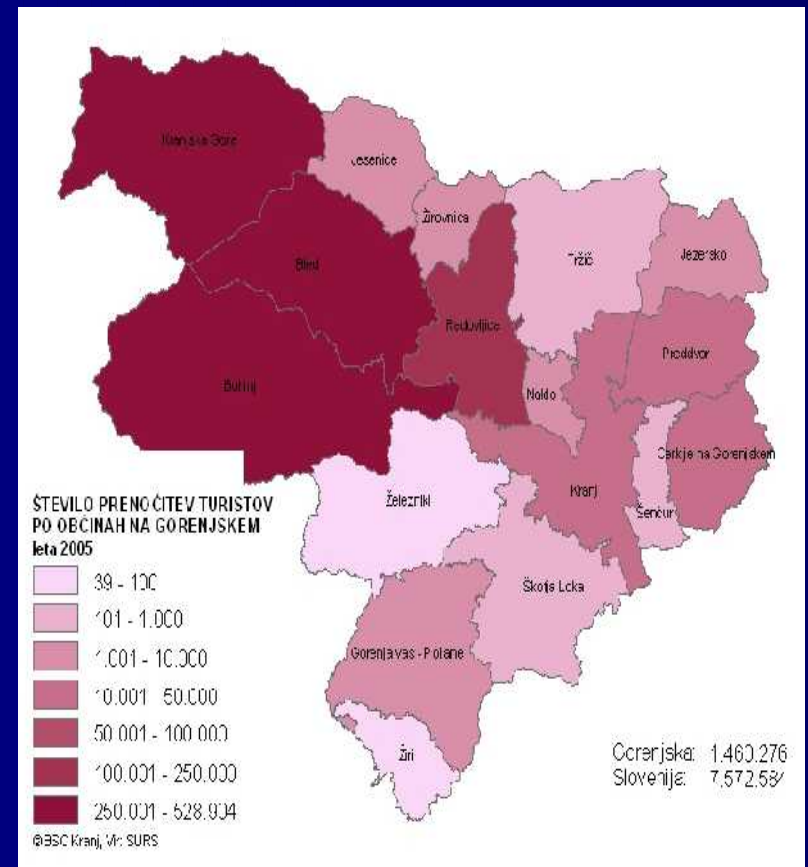 Kranjska Gora
Jesenice
Žirovnica
Bled
Tržič
Jezersko
Radovljica
Preddvor
Bohinj
Naklo
Cerklje na Gorenjskem
Kranj
Železniki
Šenčur
Škofja Loka
Gorenja vas - Poljane
Žiri
ŠTEVILO PRENOČITEV TURISTOV
PO OBČINAH NA GORENJSKEM
leta 2005
39 - 100
101 - 1.000
1.001 - 10.000
10.001 - 50.000
50.001 - 100.000
100.001 - 250.000
250.001 - 528.904
Gorenjska: 1.460.276
Slovenija: 7.572.584
©BSC Kranj, Vir: SURS